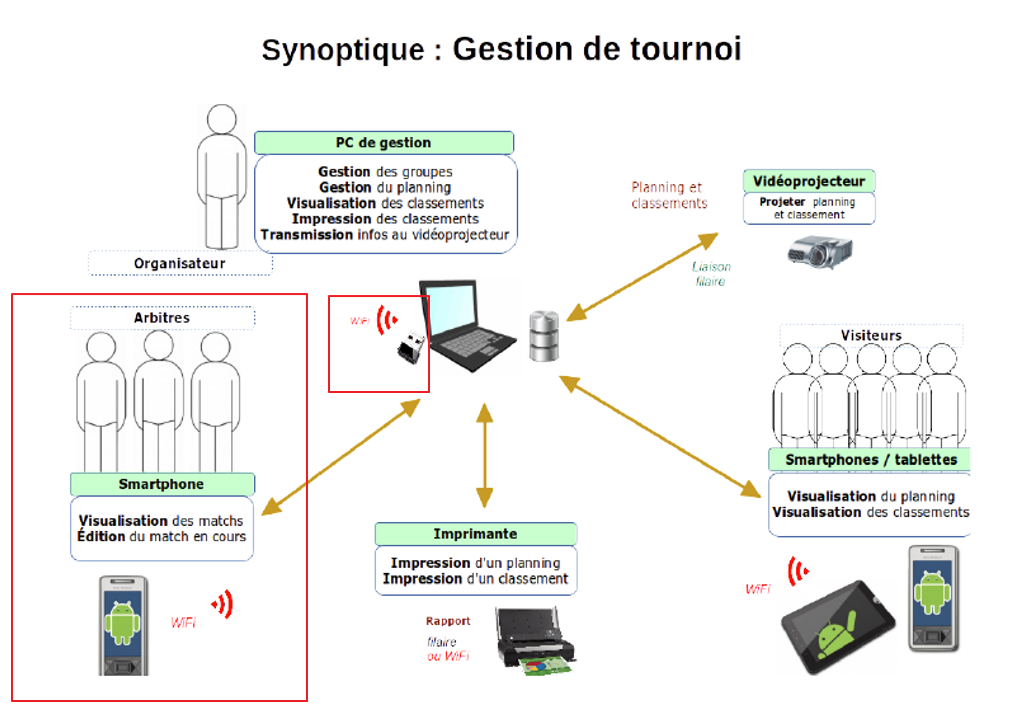 Synoptique : Gestion de tournoi
PC de gestion
Gestion des groupes
Gestion du planning
Visualisation des classements
Impression des classements
Transmission infos au vidéoprojecteur
Organisateur
Planning et
classements
Vidéoprojecteur
Projeter planning
et classement
Liaison
filaire
Arbitres
WiFi
Visiteurs
Smartphone
Visualisation des matchs
Édition du match en cours
WiFi
Imprimante
Impression d'un planning
Impression d'un classement
Rapport
filaire
ou WiFi
Smartphones / tablettes
Visualisation du planning
Visualisation des classements
WiFi